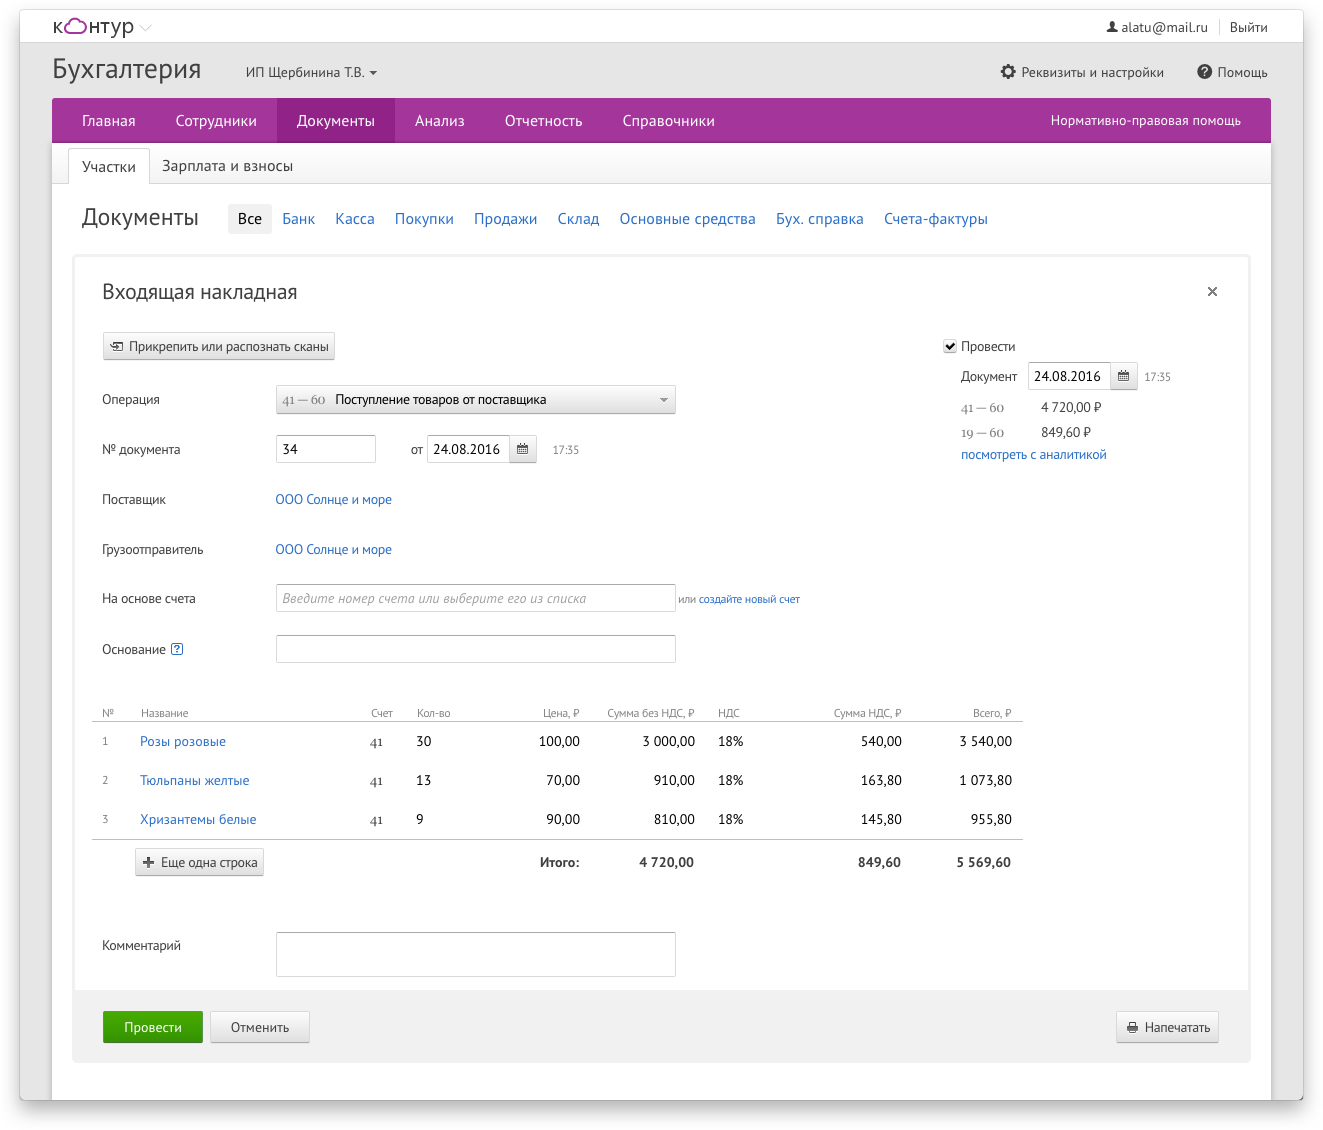 контур
alatu@mail.ru Выйти
Бухгалтерия ИП Щербинина Т.В. Реквизиты и настройки Помощь
Главная Сотрудники Документы Анализ Отчетность Справочники Нормативно-правовая помощь
Участки Зарплата и взносы
Документы Все Банк Касса Покупки Продажи Склад Основные средства Бух. справка Счета-фактуры
Входящая накладная
Прикрепить или распознать сканы
Провести
Документ 24.08.2016 17:35
41 — 60 4 720,00 ₽
19 — 60 849,60 ₽
посмотреть с аналитикой
Операция 41 — 60 Поступление товаров от поставщика
№ документа 34 от 24.08.2016 17:35
Поставщик ООО Солнце и море
Грузоотправитель ООО Солнце и море
На основе счета Введите номер счета или выберите его из списка или создайте новый счет
Основание ?
№ Название Счет Кол-во Цена, ₽ Сумма без НДС, ₽ НДС Сумма НДС, ₽ Всего, ₽
1 Розы розовые 41 30 100,00 3 000,00 18% 540,00 3 540,00
2 Тюльпаны желтые 41 13 70,00 910,00 18% 163,80 1 073,80
3 Хризантемы белые 41 9 90,00 810,00 18% 145,80 955,80
Еще одна строка Итого: 4 720,00 849,60 5 569,60
Комментарий
Провести Отменить Напечатать